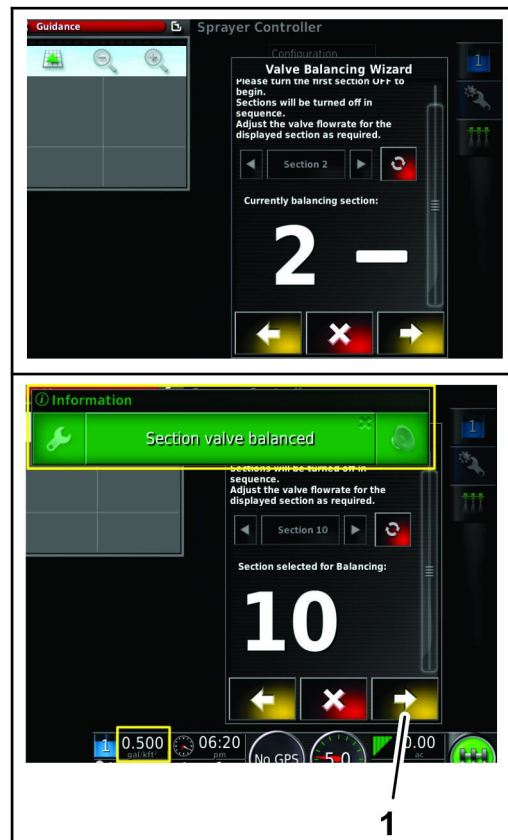 Guidance
Sprayer Controller
Configuration
1
Valve Balancing Wizard
Please turn the first section OFF to
begin.
Sections will be turned off in
sequence.
Adjust the valve flowrate for the
displayed section as required.
Section 2
Currently balancing section:
2 –
Information
Section valve balanced
1
Sections will be turned off in
sequence.
Adjust the valve flowrate for the
displayed section as required.
Section 10
Section selected for Balancing:
10
1
0.500
gal/kft²
06:20
pm
No GPS
5.0
0.00
ac
1